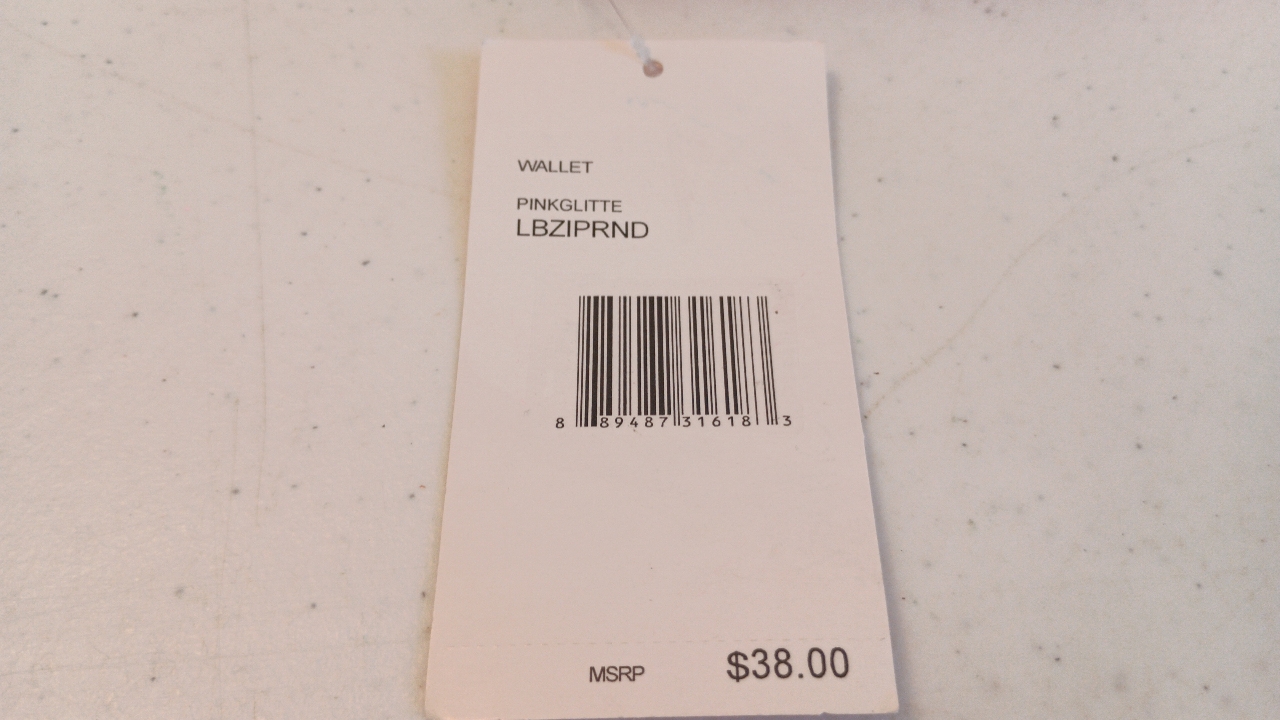 WALLET
PINKGLITTE
LBZIPRND
8 89487 31618 3
MSRP $38.00